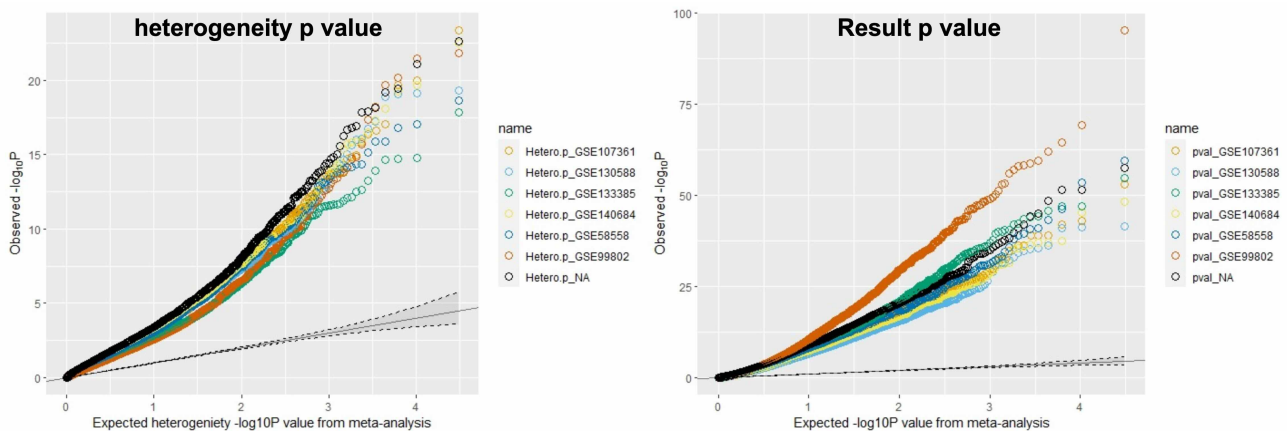 heterogeneity p value
20
15
10
5
0
Observed -log10P
0 1 2 3 4
Expected heterogeniety -log10P value from meta-analysis
name
Hetero.p_GSE107361
Hetero.p_GSE130588
Hetero.p_GSE133385
Hetero.p_GSE140684
Hetero.p_GSE58558
Hetero.p_GSE99802
Hetero.p_NA
Result p value
100
75
50
25
0
Observed -log10P
0 1 2 3 4
Expected -log10P value from meta-analysis
name
pval_GSE107361
pval_GSE130588
pval_GSE133385
pval_GSE140684
pval_GSE58558
pval_GSE99802
pval_NA